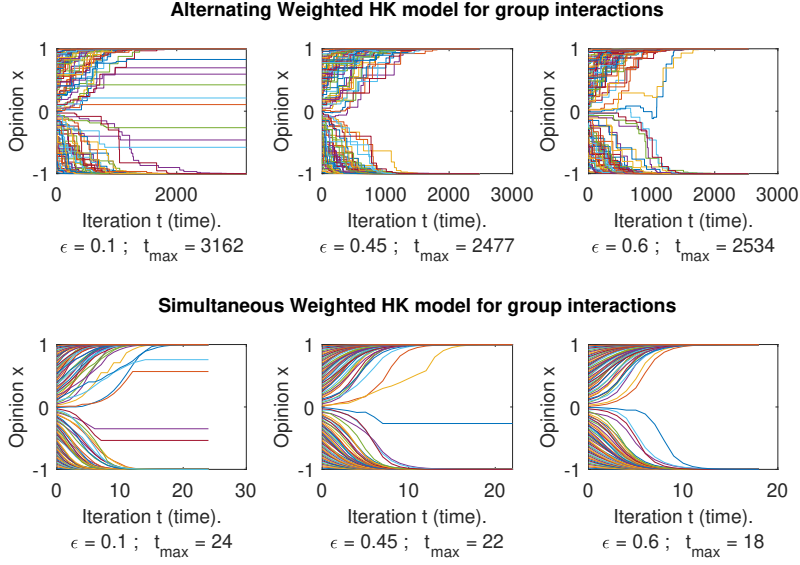 Alternating Weighted HK model for group interactions
Opinion x
1
0
-1
0
2000
Iteration t (time).
ϵ = 0.1 ; t_max = 3162
Opinion x
1
0
-1
0
1000
2000
3000
Iteration t (time).
ϵ = 0.45 ; t_max = 2477
Opinion x
1
0
-1
0
1000
2000
3000
Iteration t (time).
ϵ = 0.6 ; t_max = 2534
Simultaneous Weighted HK model for group interactions
Opinion x
1
0
-1
0
10
20
30
Iteration t (time).
ϵ = 0.1 ; t_max = 24
Opinion x
1
0
-1
0
10
20
Iteration t (time).
ϵ = 0.45 ; t_max = 22
Opinion x
1
0
-1
0
10
20
Iteration t (time).
ϵ = 0.6 ; t_max = 18